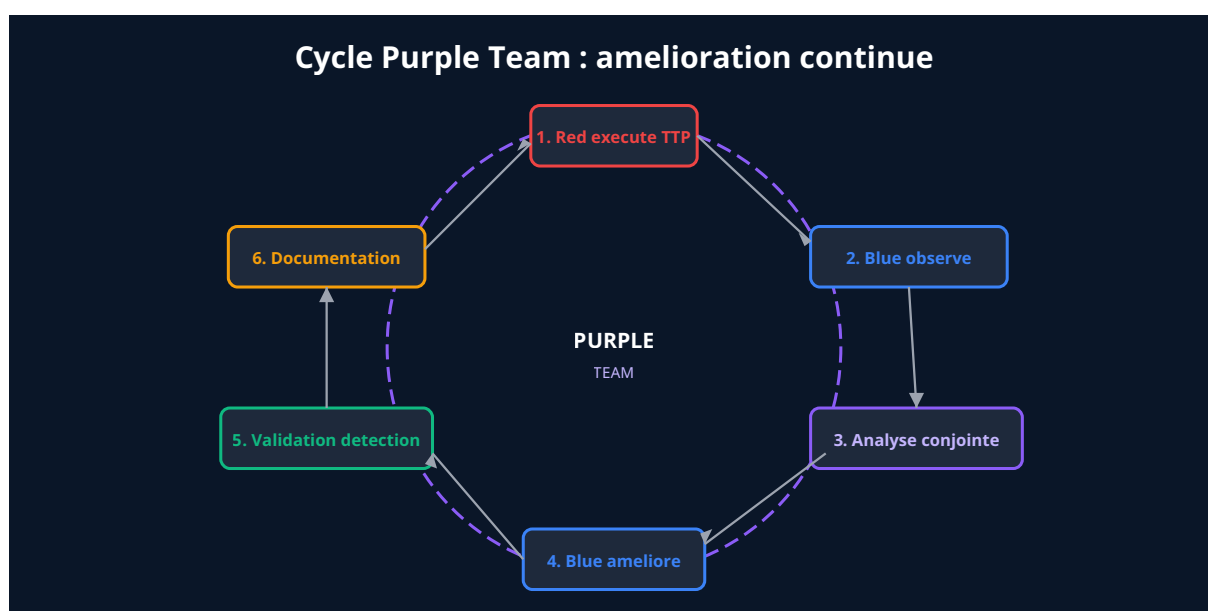 Cycle Purple Team : amelioration continue
1. Red execute TTP
2. Blue observe
3. Analyse conjointe
4. Blue ameliore
5. Validation detection
6. Documentation
PURPLE
TEAM